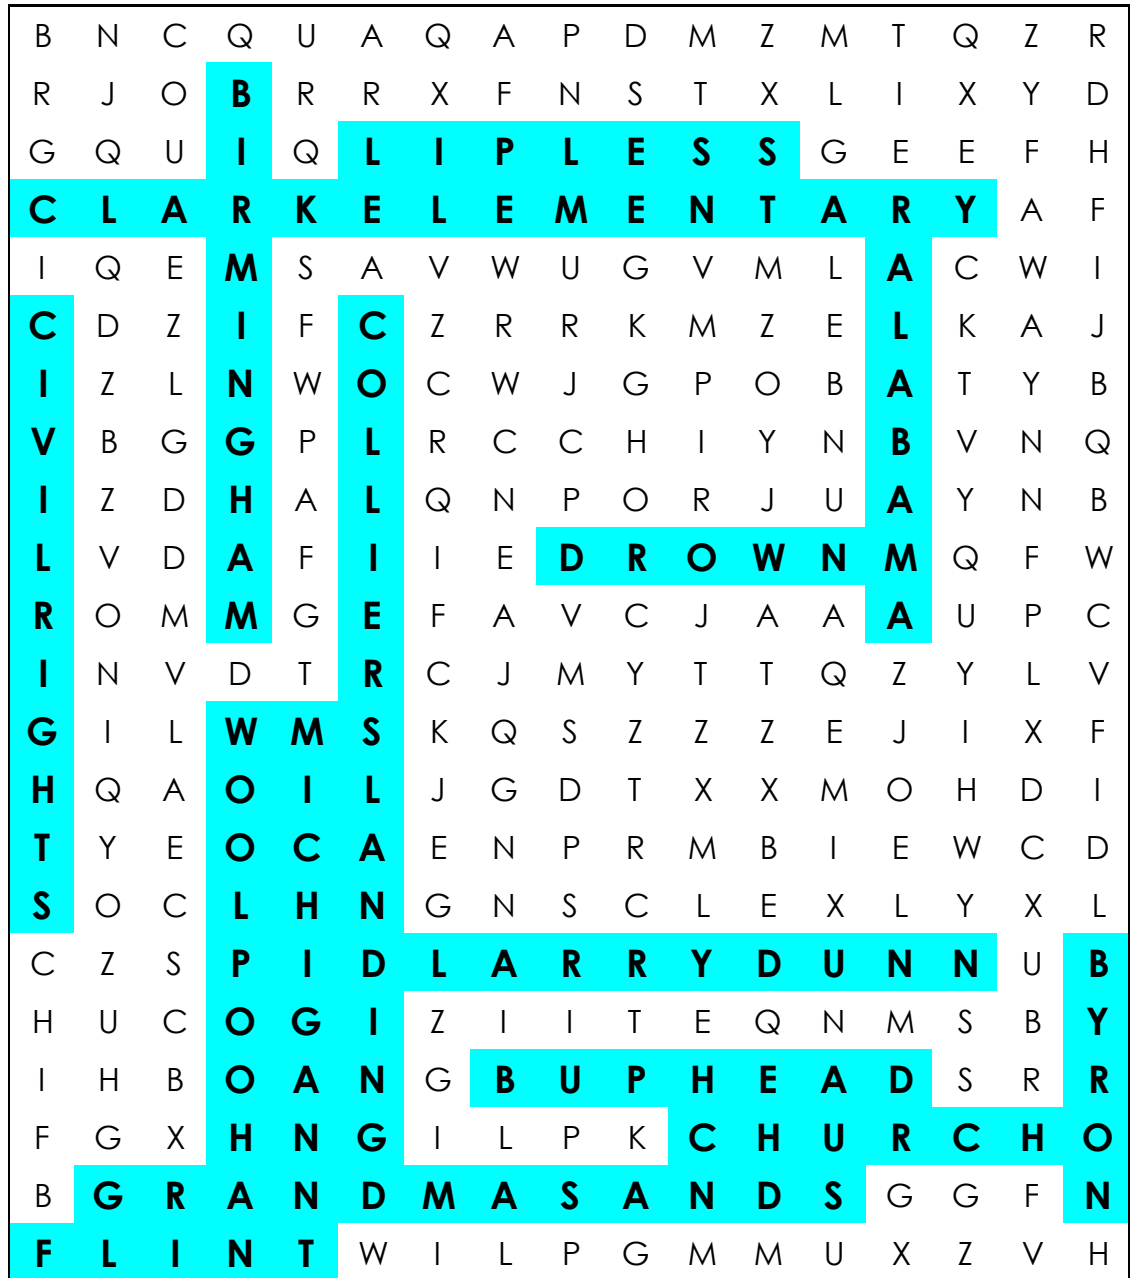 B N C Q U A Q A P D M Z M T Q Z R
R J O B R R X F N S T X L I X Y D
G Q U I Q L I P L E S S G E E F H
C L A R K E L E M E N T A R Y A F
I Q E M S A V W U G V M L A C W I
C D Z I F C Z R R K M Z E L K A J
I Z L N W O C W J G P O B A T Y B
V B G G P L R C C H I Y N B V N Q
I Z D H A L Q N P O R J U A Y N B
L V D A F I I E D R O W N M Q F W
R O M M G E F A V C J A A A U P C
I N V D T R C J M Y T T Q Z Y L V
G I L W M S K Q S Z Z Z E J I X F
H Q A O I L J G D T X X M O H D I
T Y E O C A E N P R M B I E W C D
S O C L H N G N S C L E X L Y X L
C Z S P I D L A R R Y D U N N U B
H U C O G I Z I I T E Q N M S B Y
I H B O A N G B U P H E A D S R R
F G X H N G I L P K C H U R C H O
B G R A N D M A S A N D S G G F N
F L I N T W I L P G M M U X Z V H